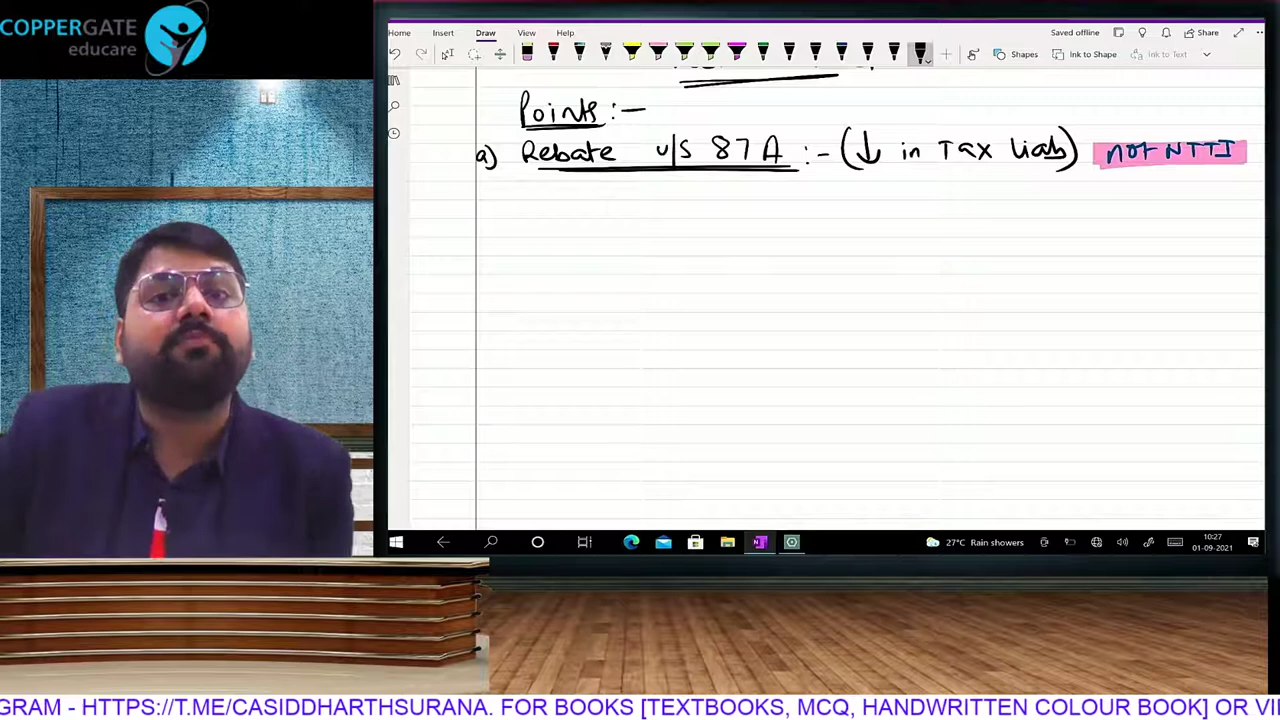 COPPERGATE
educare
Home Insert Draw View Help
Saved offline
Share
Shapes
Ink to Shape
Ink to Text
Points :-
a) Rebate u/s 87A :- (↓ in Tax Liab) not NTTI
27°C Rain showers
10:27
01-09-2021
GRAM - HTTPS://T.ME/CASIDDHARTHSURANA. FOR BOOKS [TEXTBOOKS, MCQ, HANDWRITTEN COLOUR BOOK] OR VI